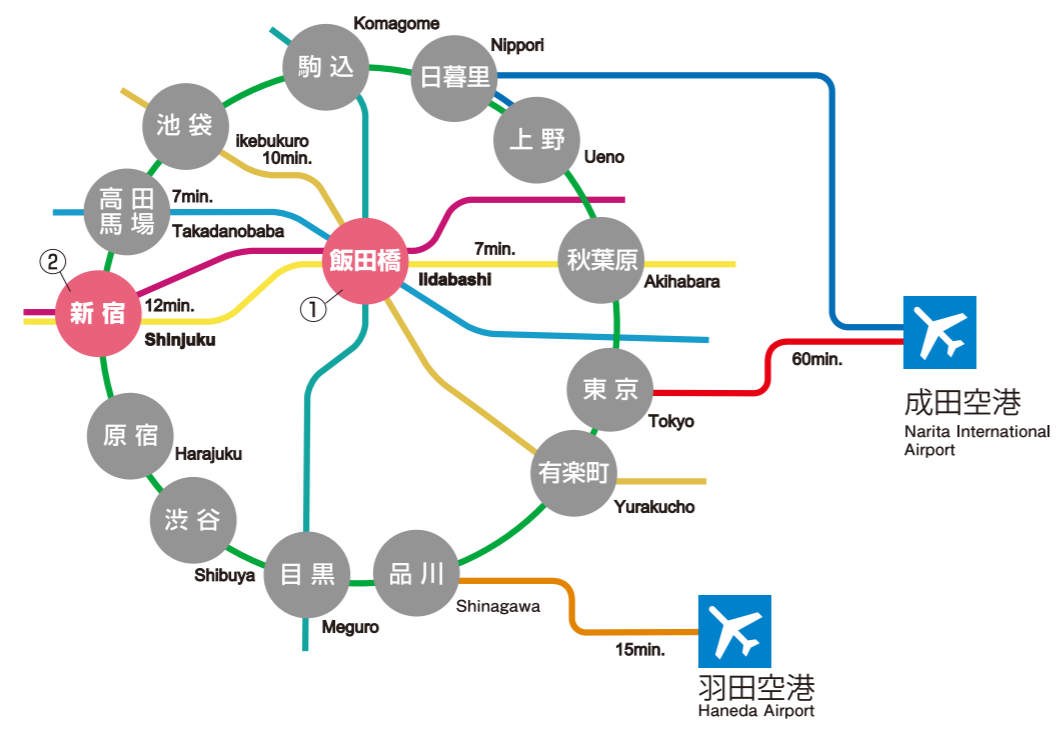 Komagome
駒込
Nippori
日暮里
池袋
ikebukuro
10min.
上野
Ueno
高田
馬場
7min.
Takadanobaba
飯田橋
Iidabashi
①
7min.
秋葉原
Akihabara
②
新宿
12min.
Shinjuku
60min.
成田空港
Narita International
Airport
東京
Tokyo
原宿
Harajuku
有楽町
Yurakucho
渋谷
Shibuya
目黒
Meguro
品川
Shinagawa
15min.
羽田空港
Haneda Airport